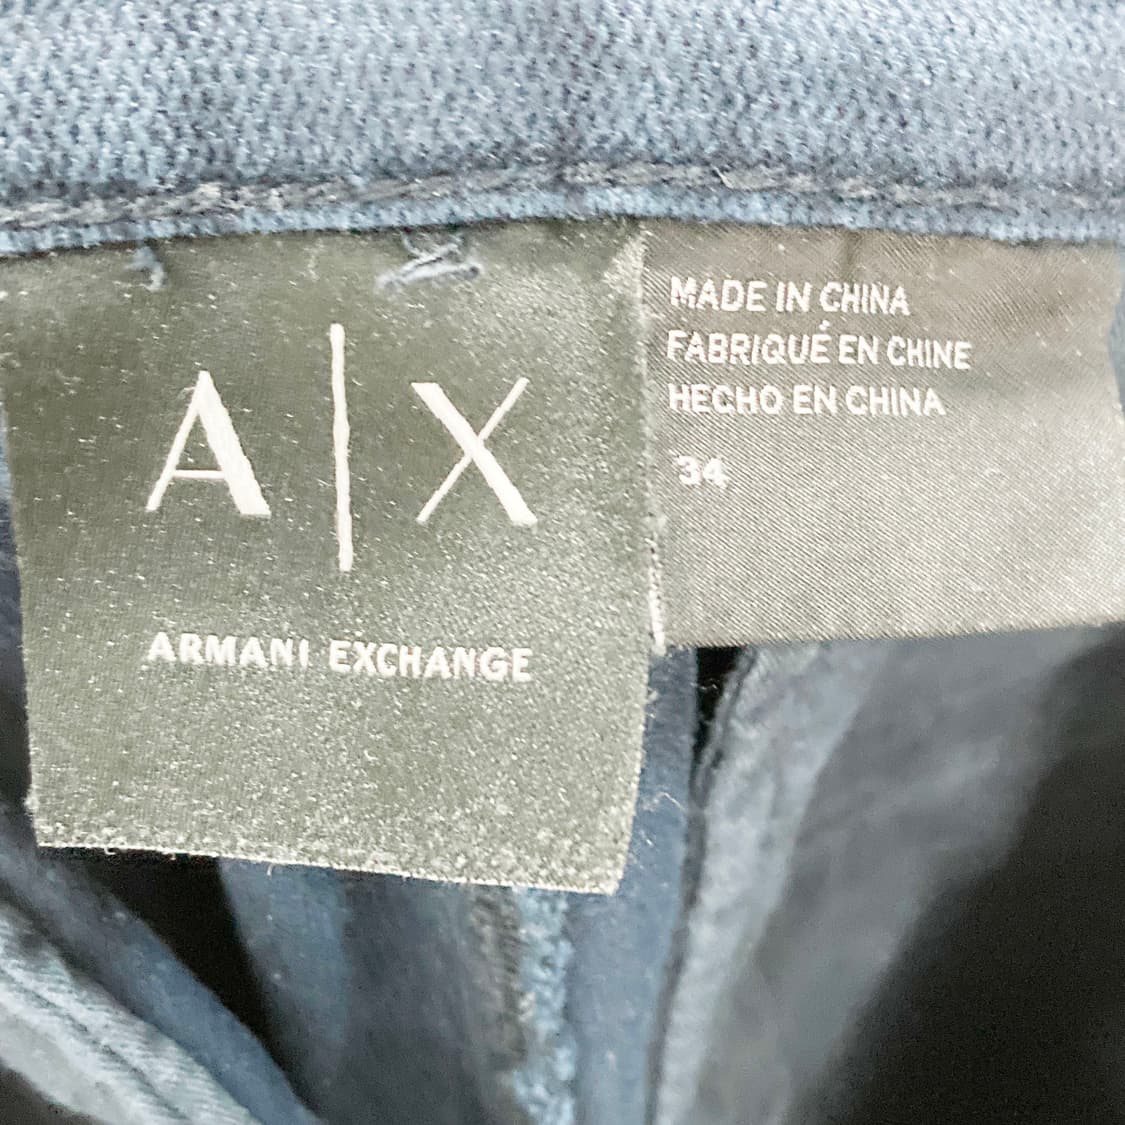 A|X
ARMANI EXCHANGE
MADE IN CHINA
FABRIQUÉ EN CHINE
HECHO EN CHINA
34